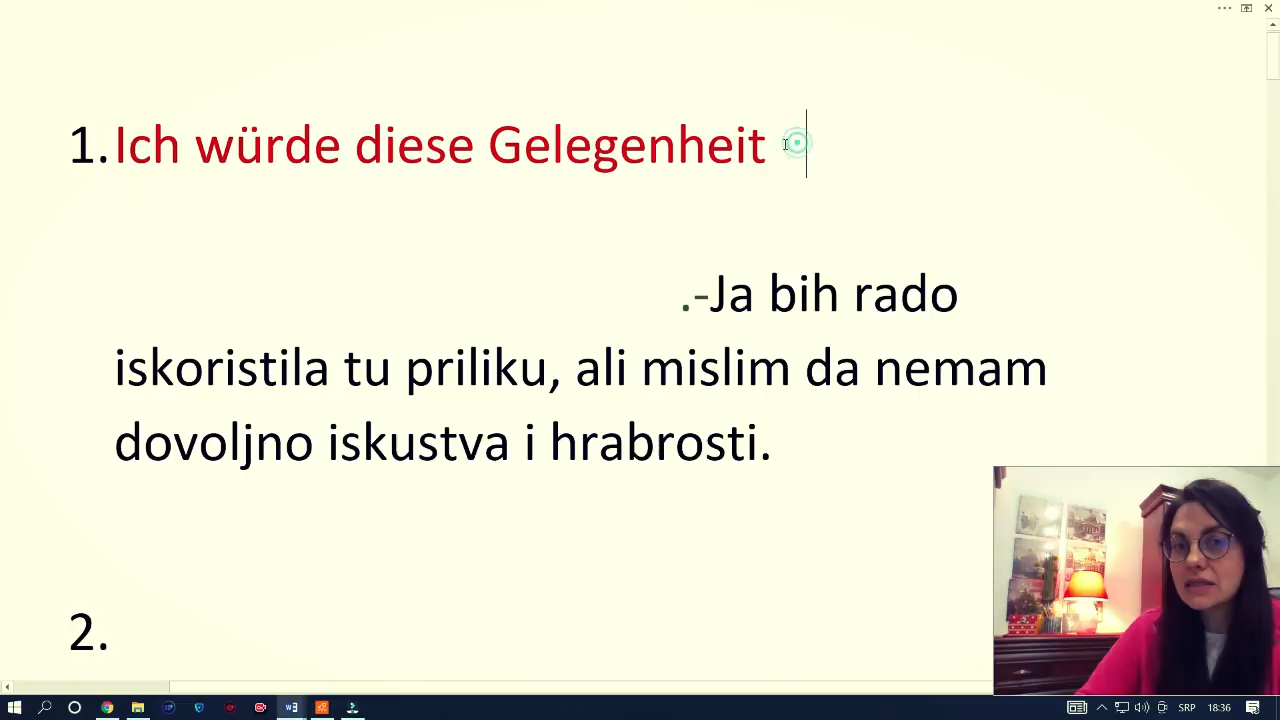 1. Ich würde diese Gelegenheit
.-Ja bih rado
iskoristila tu priliku, ali mislim da nemam
dovoljno iskustva i hrabrosti.
2.
SRP 18:36